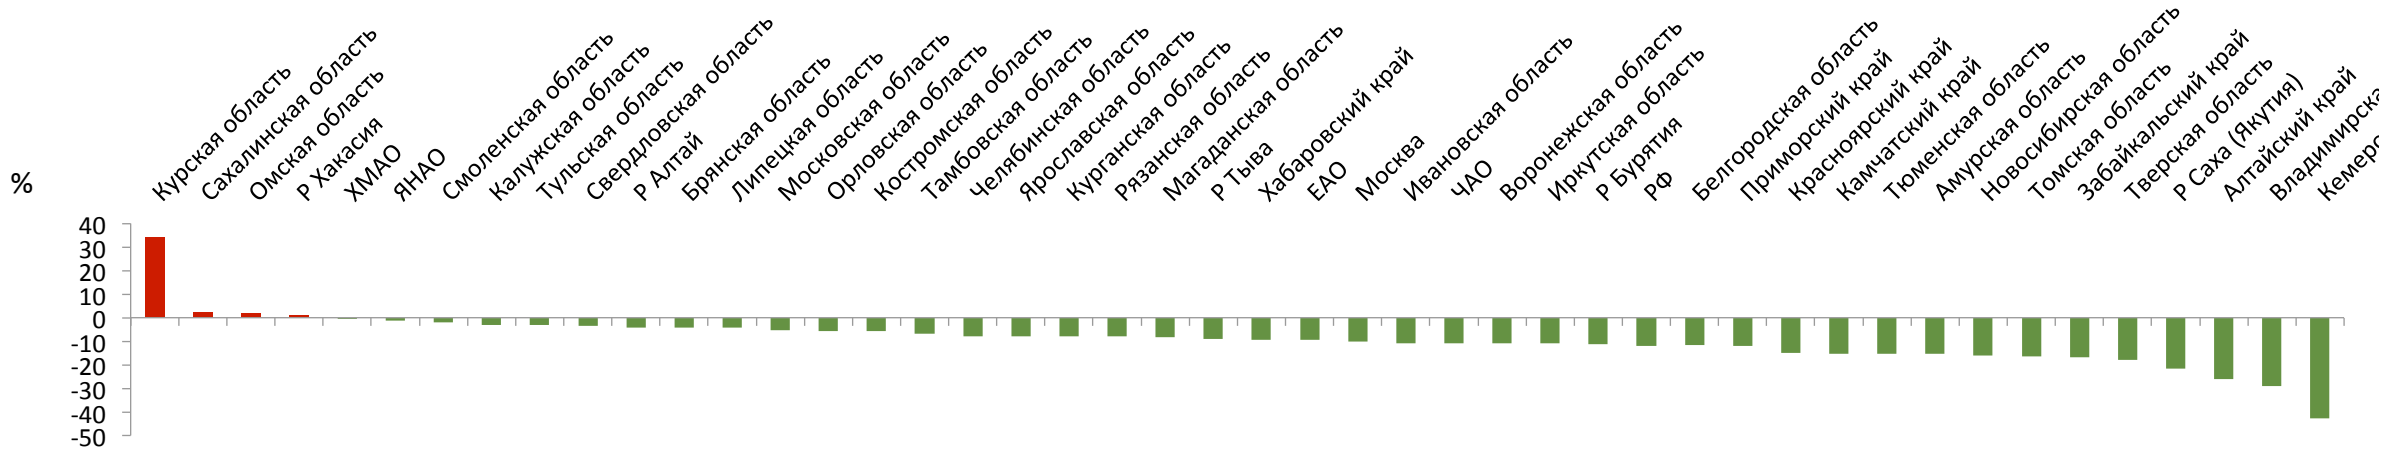 %
Курская область
Сахалинская область
Омская область
Р Хакасия
ХМАО
ЯНАО
Смоленская область
Калужская область
Тульская область
Свердловская область
Р Алтай
Брянская область
Липецкая область
Московская область
Орловская область
Костромская область
Тамбовская область
Челябинская область
Ярославская область
Курганская область
Рязанская область
Магаданская область
Р Тыва
Хабаровский край
ЕАО
Москва
Ивановская область
ЧАО
Воронежская область
Иркутская область
Р Бурятия
РФ
Белгородская область
Приморский край
Красноярский край
Камчатский край
Тюменская область
Амурская область
Новосибирская область
Томская область
Забайкальский край
Тверская область
Р Саха (Якутия)
Алтайский край
Владимирска
Кемеро
40
30
20
10
0
-10
-20
-30
-40
-50